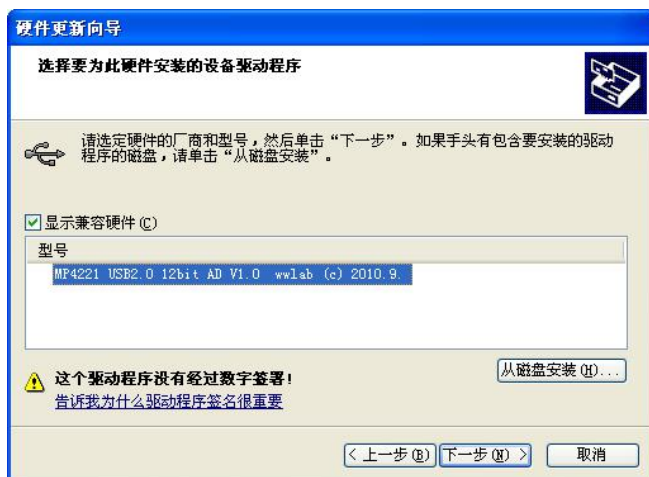 硬件更新向导
选择要为此硬件安装的设备驱动程序
请选定硬件的厂商和型号，然后单击“下一步”。如果手头有包含要安装的驱动
程序的磁盘，请单击“从磁盘安装”。
显示兼容硬件(C)
型号
MP4221 USB2.0 12bit AD V1.0  wwlab (c) 2010.9.
这个驱动程序没有经过数字签署!
告诉我为什么驱动程序签名很重要
从磁盘安装(H)...
< 上一步(B) 下一步(N) > 取消